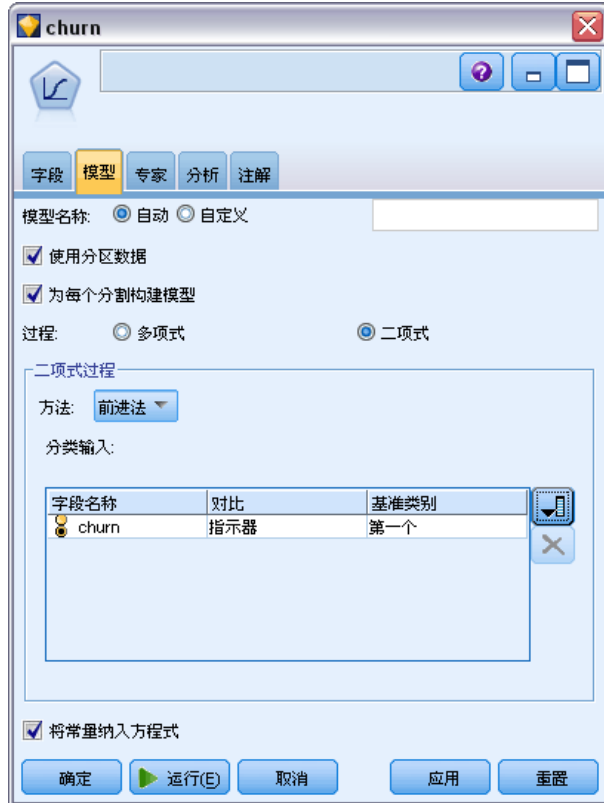 churn
字段 模型 专家 分析 注解
模型名称: 自动 自定义
使用分区数据
为每个分割构建模型
过程: 多项式 二项式
二项式过程
方法: 前进法
分类输入:
字段名称 对比 基准类别
churn 指示器 第一个
将常量纳入方程式
确定 运行(E) 取消 应用 重置